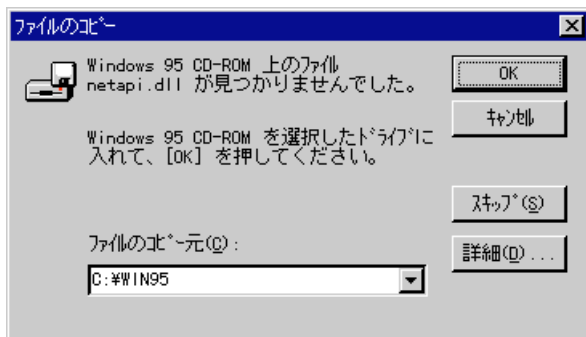 ファイルのコピー
Windows 95 CD-ROM 上のファイル
netapi.dll が見つかりませんでした。
OK
キャンセル
Windows 95 CD-ROM を選択したドライブに
入れて、[OK] を押してください。
スキップ(S)
ファイルのコピー元(C):
詳細(D)...
C:¥WIN95